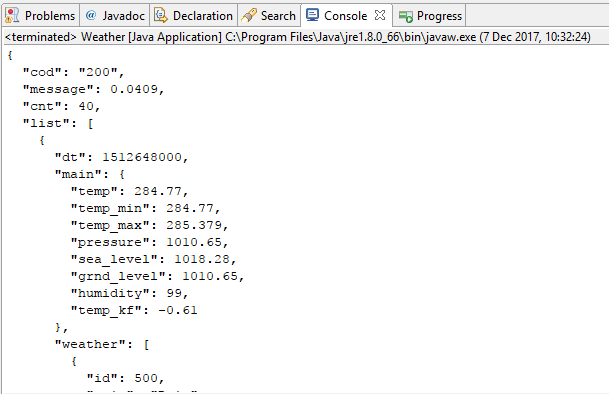 Problems @ Javadoc Declaration Search Console Progress
<terminated> Weather [Java Application] C:\Program Files\Java\jre1.8.0_66\bin\javaw.exe (7 Dec 2017, 10:32:24)
{
  "cod": "200",
  "message": 0.0409,
  "cnt": 40,
  "list": [
    {
      "dt": 1512648000,
      "main": {
        "temp": 284.77,
        "temp_min": 284.77,
        "temp_max": 285.379,
        "pressure": 1010.65,
        "sea_level": 1018.28,
        "grnd_level": 1010.65,
        "humidity": 99,
        "temp_kf": -0.61
      },
      "weather": [
        {
          "id": 500,